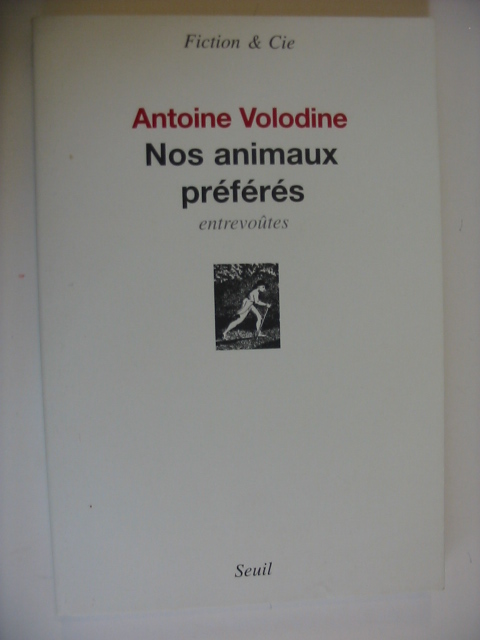 Fiction & Cie
Antoine Volodine
Nos animaux
préférés
entrevoûtes
Seuil